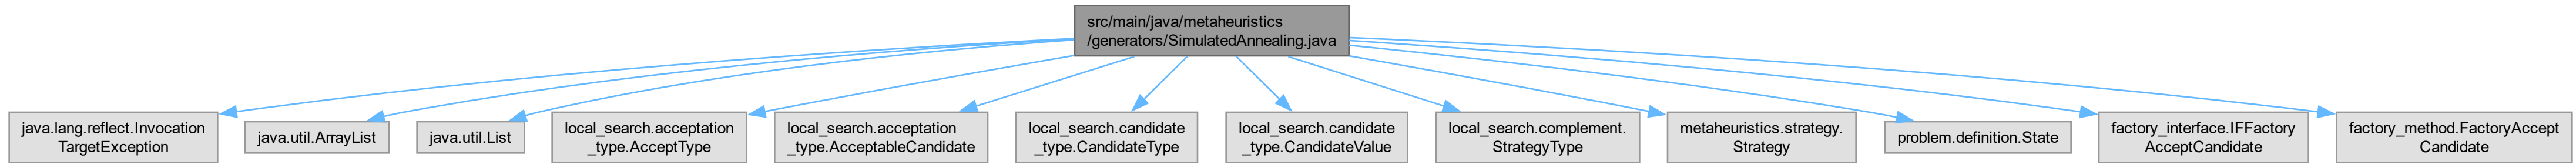 src/main/java/metaheuristics
/generators/SimulatedAnnealing.java
java.lang.reflect.Invocation
TargetException
java.util.ArrayList
java.util.List
local_search.acceptation
_type.AcceptType
local_search.acceptation
_type.AcceptableCandidate
local_search.candidate
_type.CandidateType
local_search.candidate
_type.CandidateValue
local_search.complement.
StrategyType
metaheuristics.strategy.
Strategy
problem.definition.State
factory_interface.IFFactory
AcceptCandidate
factory_method.FactoryAccept
Candidate